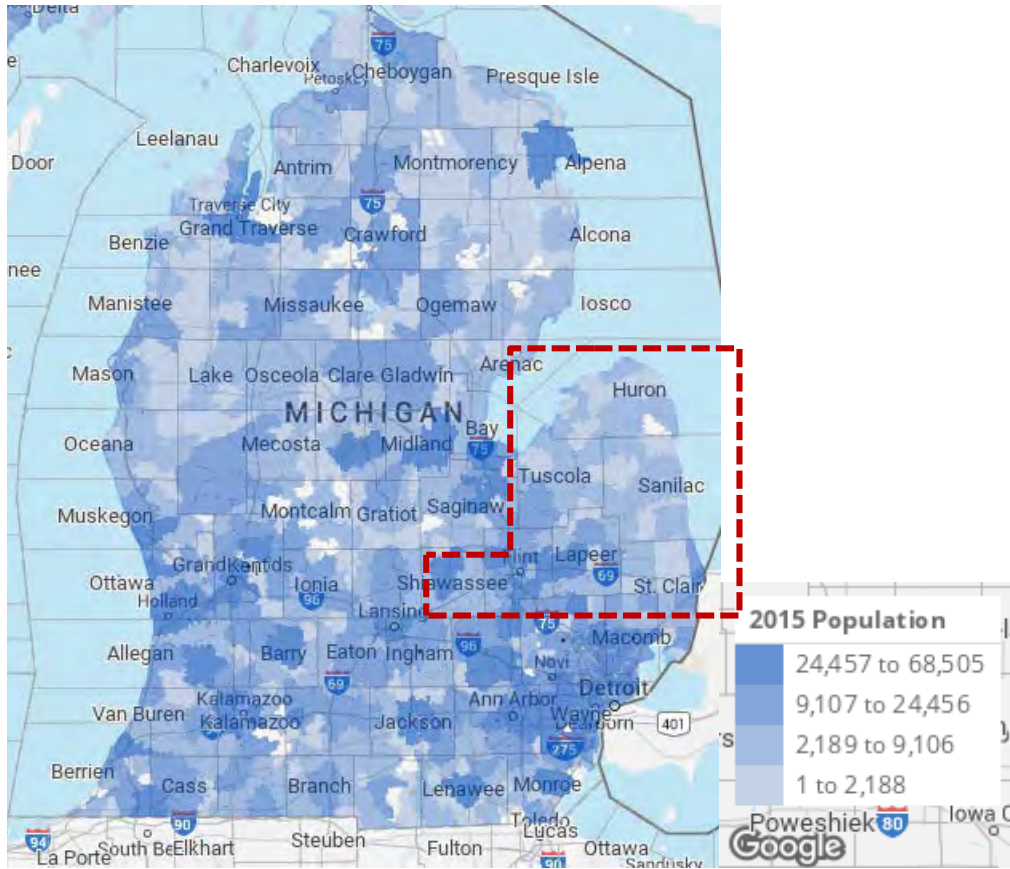 Delta
75
Charlevoix
Cheboygan
Petoskey
Presque Isle
Leelanau
Door
Antrim
Montmorency
Alpena
Traverse City
75
Grand Traverse
Crawford
Benzie
Alcona
nee
Manistee
Missaukee
Ogemaw
Iosco
Arenac
Mason
Lake
Osceola
Clare
Gladwin
Huron
MICHIGAN
Bay
Oceana
Mecosta
Midland
75
Tuscola
Sanilac
Muskegon
Montcalm
Gratiot
Saginaw
Flint
Lapeer
Grand
Kent
ids
Ottawa
Ionia
Shiawassee
69
St. Clair
Holland
96
Lansing
75
Macomb
Allegan
Barry
Eaton
Ingham
96
Novi
69
Detroit
Kalamazoo
Ann Arbor
Van Buren
Kalamazoo
Jackson
Wayne
Dearborn
401
275
Berrien
Cass
Branch
Lenawee
Monroe
Toledo
90
Lucas
94
South Be
Elkhart
Steuben
Fulton
Ottawa
La Porte
90
Sandusky
2015 Population
24,457 to 68,505
9,107 to 24,456
2,189 to 9,106
1 to 2,188
Poweshiek
80
Iowa C
Google